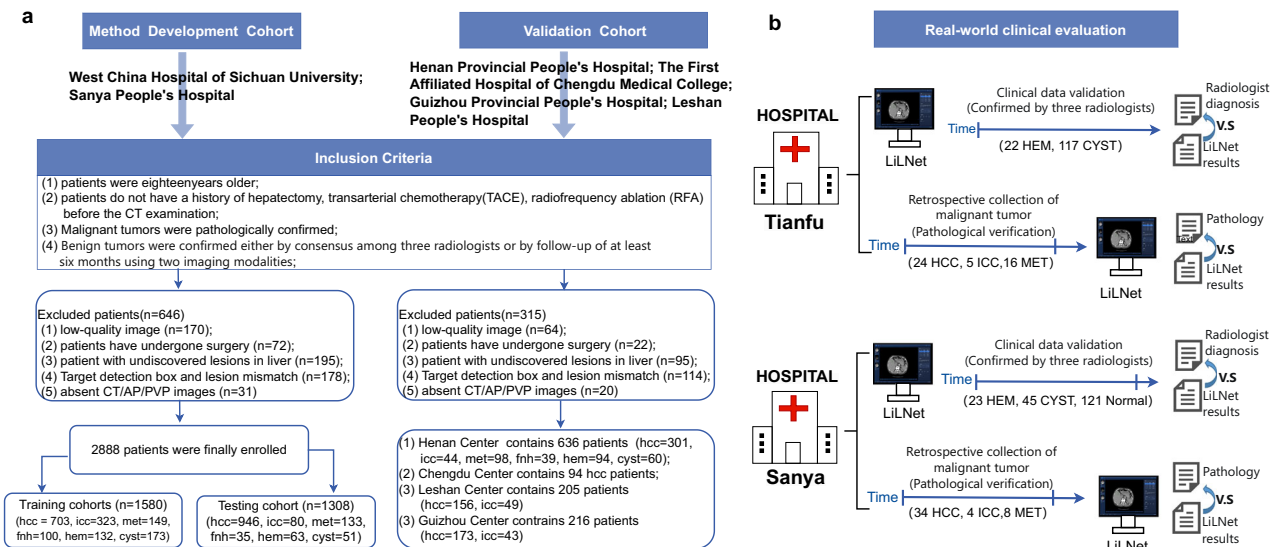 a
Method Development Cohort
Validation Cohort
West China Hospital of Sichuan University;
Sanya People's Hospital
Henan Provincial People's Hospital; The First
Affiliated Hospital of Chengdu Medical College;
Guizhou Provincial People's Hospital; Leshan
People's Hospital
Inclusion Criteria
(1) patients were eighteenyears older;
(2) patients do not have a history of hepatectomy, transarterial chemotherapy(TACE), radiofrequency ablation (RFA)
before the CT examination;
(3) Malignant tumors were pathologically confirmed;
(4) Benign tumors were confirmed either by consensus among three radiologists or by follow-up of at least
six months using two imaging modalities;
Excluded patients(n=646)
(1) low-quality image (n=170);
(2) patients have undergone surgery (n=72);
(3) patient with undiscovered lesions in liver (n=195);
(4) Target detection box and lesion mismatch (n=178);
(5) absent CT/AP/PVP images (n=31)
Excluded patients(n=315)
(1) low-quality image (n=64);
(2) patients have undergone surgery (n=22);
(3) patient with undiscovered lesions in liver (n=95);
(4) Target detection box and lesion mismatch (n=114);
(5) absent CT/AP/PVP images (n=20)
2888 patients were finally enrolled
Training cohorts (n=1580)
(hcc = 703, icc=323, met=149,
fnh=100, hem=132, cyst=173)
Testing cohort (n=1308)
(hcc=946, icc=80, met=133,
fnh=35, hem=63, cyst=51)
(1) Henan Center contains 636 patients (hcc=301,
icc=44, met=98, fnh=39, hem=94, cyst=60);
(2) Chengdu Center contains 94 hcc patients;
(3) Leshan Center contains 205 patients
(hcc=156, icc=49)
(3) Guizhou Center contrains 216 patients
(hcc=173, icc=43)
b
Real-world clinical evaluation
HOSPITAL
Tianfu
LiLNet
Clinical data validation
(Confirmed by three radiologists)
Time
(22 HEM, 117 CYST)
Radiologist
diagnosis
V.S
LiLNet
results
Retrospective collection of
malignant tumor
(Pathological verification)
Time
(24 HCC, 5 ICC,16 MET)
LiLNet
Pathology
V.S
LiLNet
results
HOSPITAL
Sanya
LiLNet
Clinical data validation
(Confirmed by three radiologists)
Time
(23 HEM, 45 CYST, 121 Normal)
Radiologist
diagnosis
V.S
LiLNet
results
Retrospective collection of
malignant tumor
(Pathological verification)
Time
(34 HCC, 4 ICC,8 MET)
LiLNet
Pathology
V.S
LiLNet
results